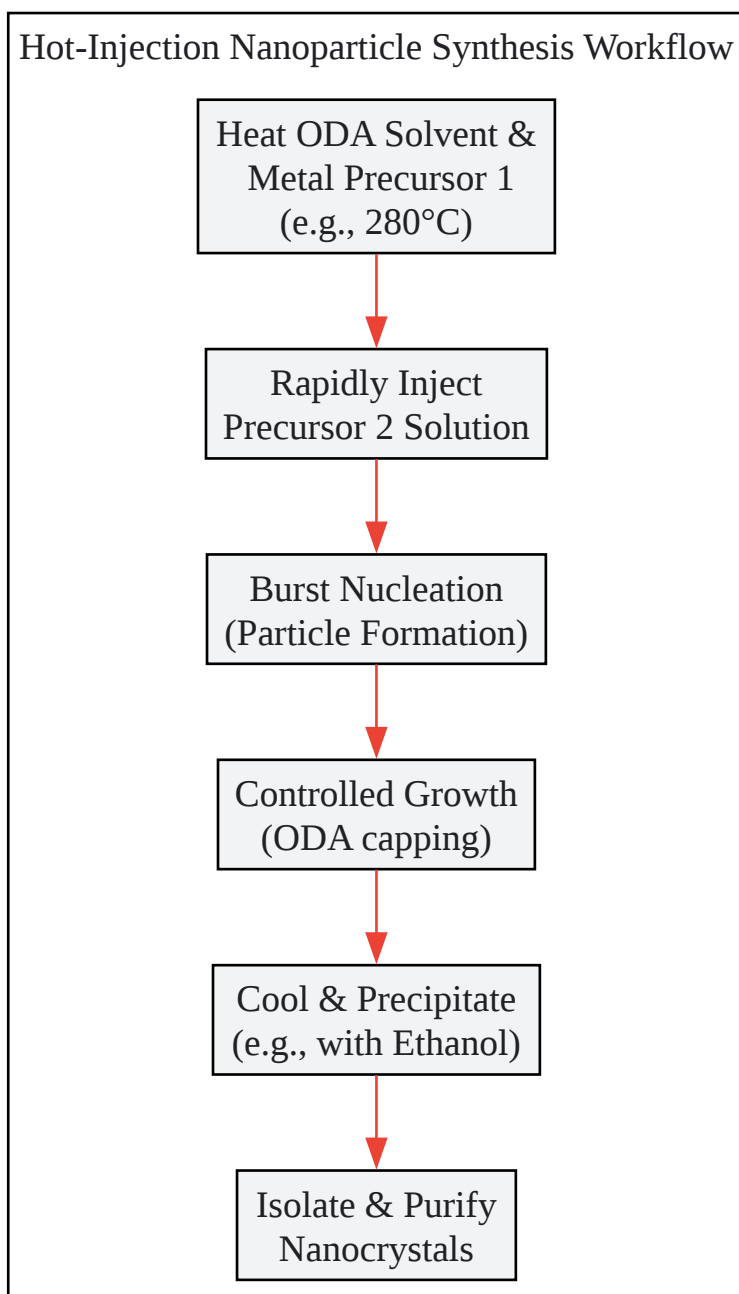 Hot-Injection Nanoparticle Synthesis Workflow
Heat ODA Solvent &
Metal Precursor 1
(e.g., 280°C)
Rapidly Inject
Precursor 2 Solution
Burst Nucleation
(Particle Formation)
Controlled Growth
(ODA capping)
Cool & Precipitate
(e.g., with Ethanol)
Isolate & Purify
Nanocrystals